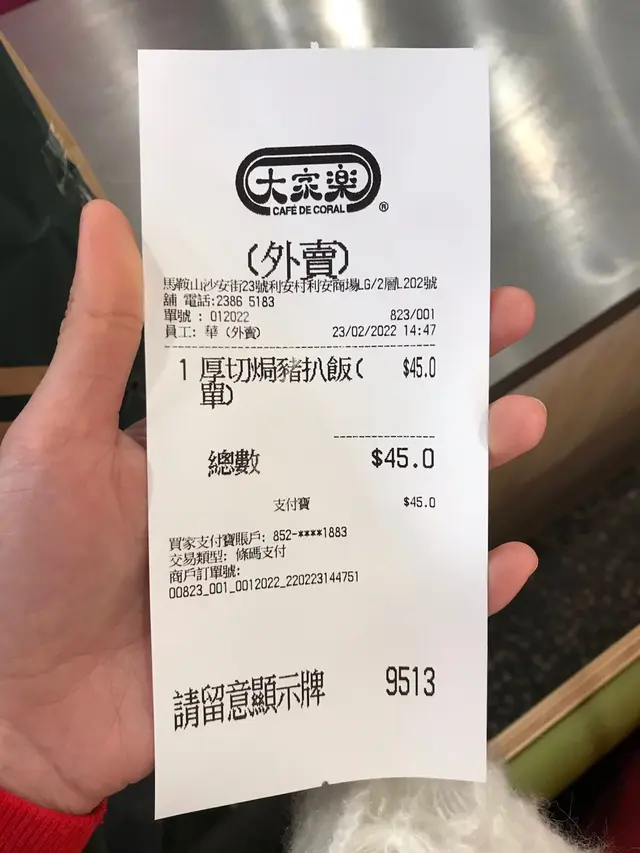 大家樂
CAFÉ DE CORAL ®
(外賣)
馬鞍山沙安街23號利安村利安商場LG/2層L202號
舖 電話:2386 5183
單號 : 012022 823/001
員工: 華 (外賣) 23/02/2022 14:47
1 厚切焗豬扒飯( $45.0
單)
總數 $45.0
支付寶 $45.0
買家支付寶賬戶: 852-****1883
交易類型: 條碼支付
商戶訂單號:
00823_001_0012022_220223144751
請留意顯示牌 9513